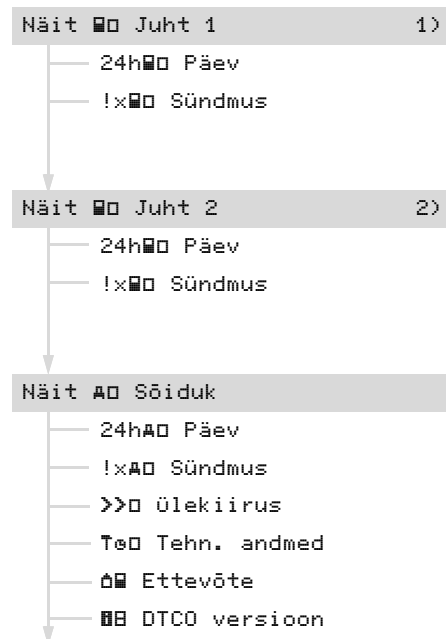 Näit Juht 1 1)
24h Päev
!x Sündmus
Näit Juht 2 2)
24h Päev
!x Sündmus
Näit Sõiduk
24h Päev
!x Sündmus
>> ülekiirus
T Tehn. andmed
Ettevõte
DTCO versioon